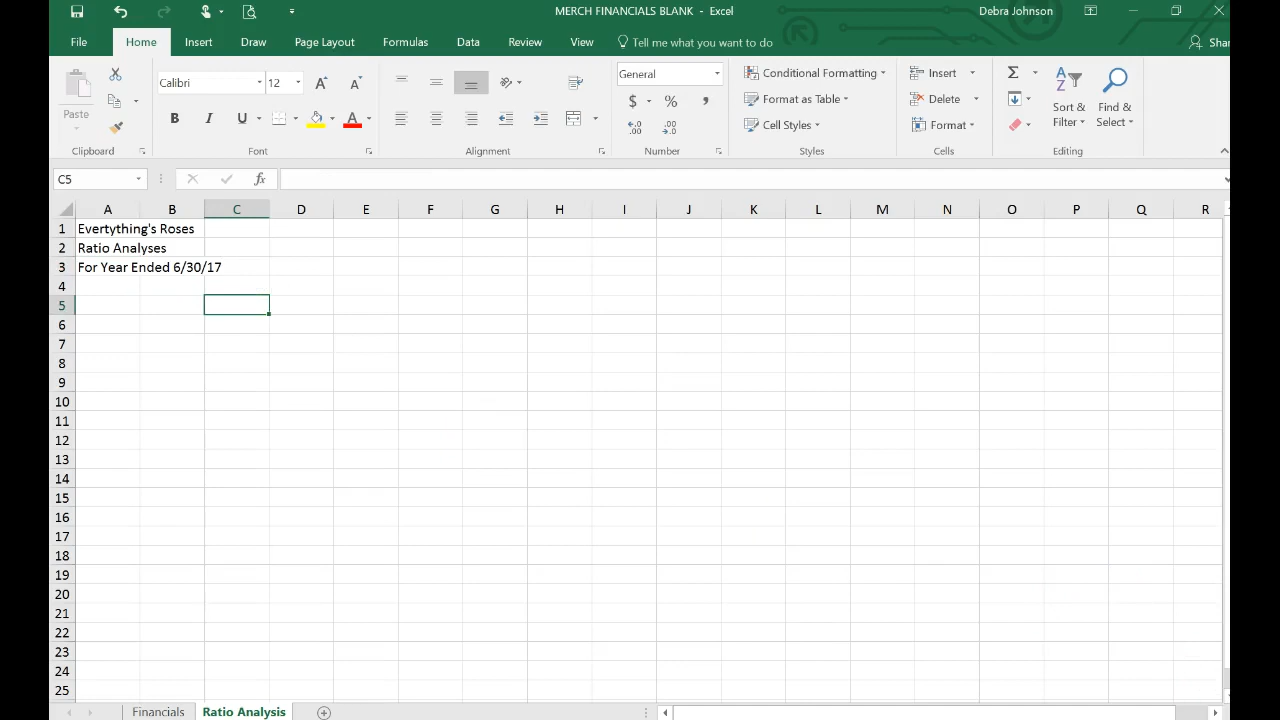 MERCH FINANCIALS BLANK - Excel
Debra Johnson
File Home Insert Draw Page Layout Formulas Data Review View Tell me what you want to do
Paste
Calibri 12
General
$ % ,
B I U A
Conditional Formatting
Format as Table
Cell Styles
Insert
Delete
Format
Sort & Filter
Find & Select
Clipboard Font Alignment Number Styles Cells Editing
C5 fx
A B C D E F G H I J K L M N O P Q R
1 Evertything's Roses
2 Ratio Analyses
3 For Year Ended 6/30/17
4
5
6
7
8
9
10
11
12
13
14
15
16
17
18
19
20
21
22
23
24
25
Financials Ratio Analysis